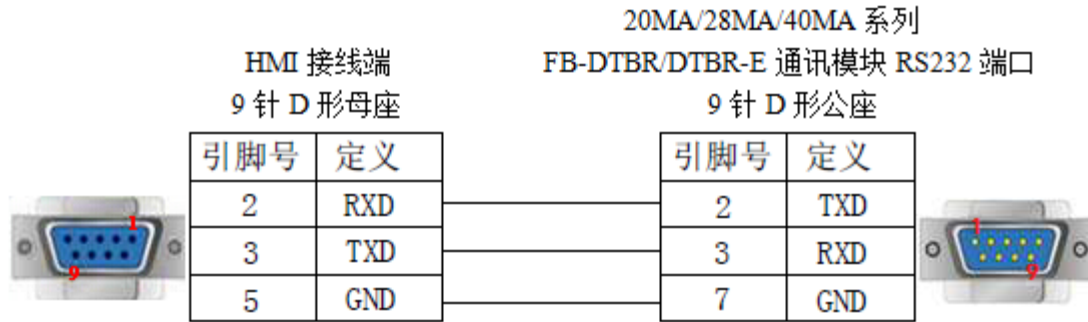 20MA/28MA/40MA 系列
HMI 接线端 FB-DTBR/DTBR-E 通讯模块 RS232 端口
9 针 D 形母座 9 针 D 形公座
引脚号 定义 引脚号 定义
2 RXD 2 TXD
1 1
3 TXD 3 RXD
9 9
5 GND 7 GND